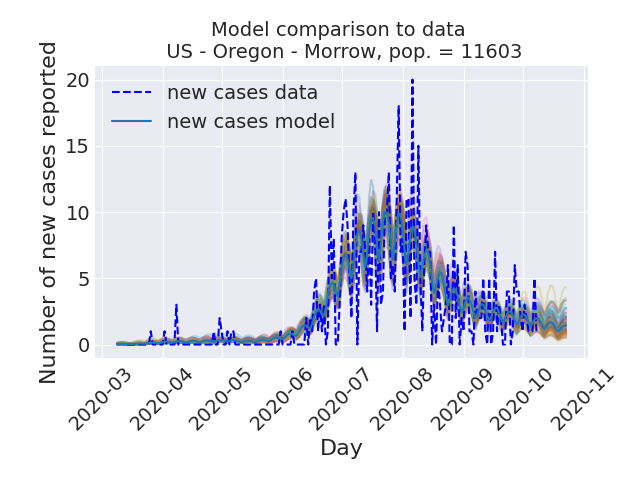 Model comparison to data
US - Oregon - Morrow, pop. = 11603
Number of new cases reported
20
15
10
5
0
new cases data
new cases model
2020-03
2020-04
2020-05
2020-06
2020-07
2020-08
2020-09
2020-10
2020-11
Day